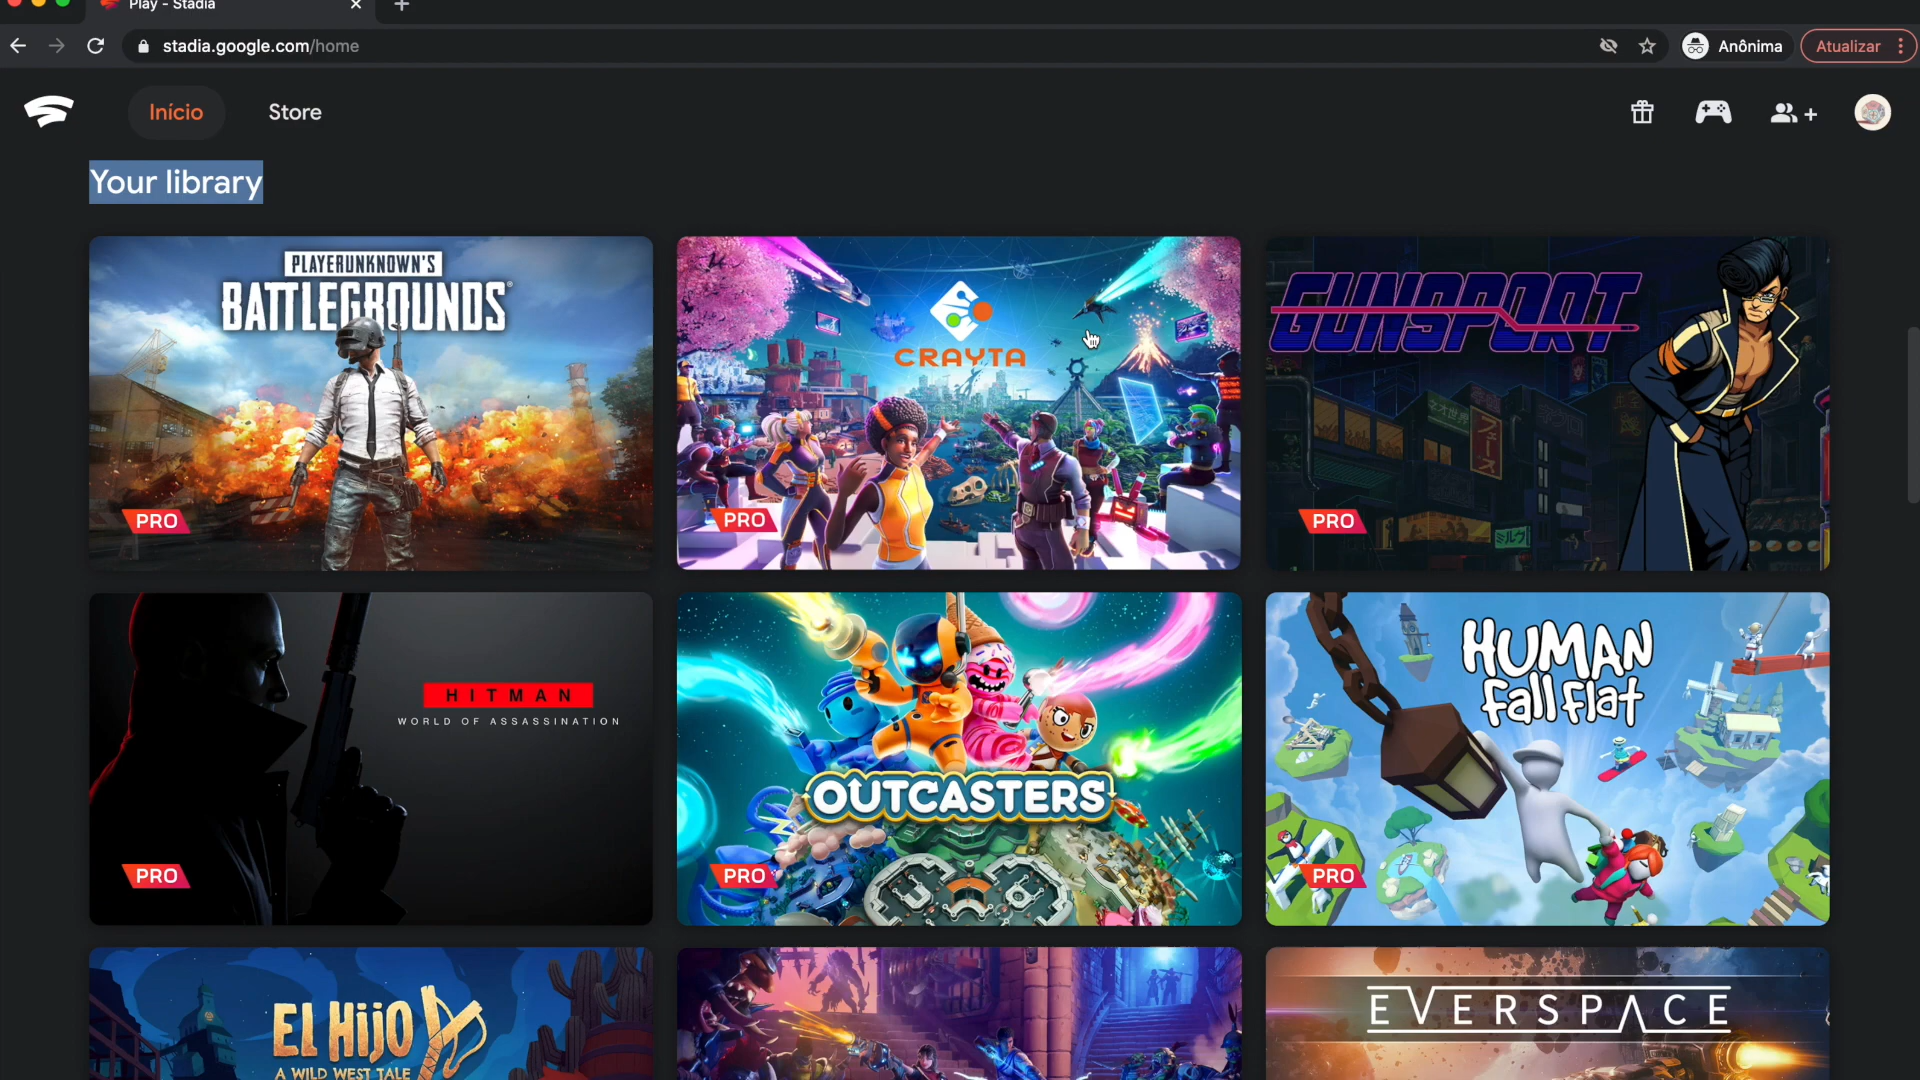 Play - Stadia
stadia.google.com/home
Anônima
Atualizar
Início
Store
Your library
PLAYERUNKNOWN'S
BATTLEGROUNDS
PRO
CRAYTA
PRO
GUNSPORT
PRO
HITMAN
WORLD OF ASSASSINATION
PRO
OUTCASTERS
PRO
HUMAN
fall flat
PRO
EL HIJO
A WILD WEST TALE
EVERSPACE